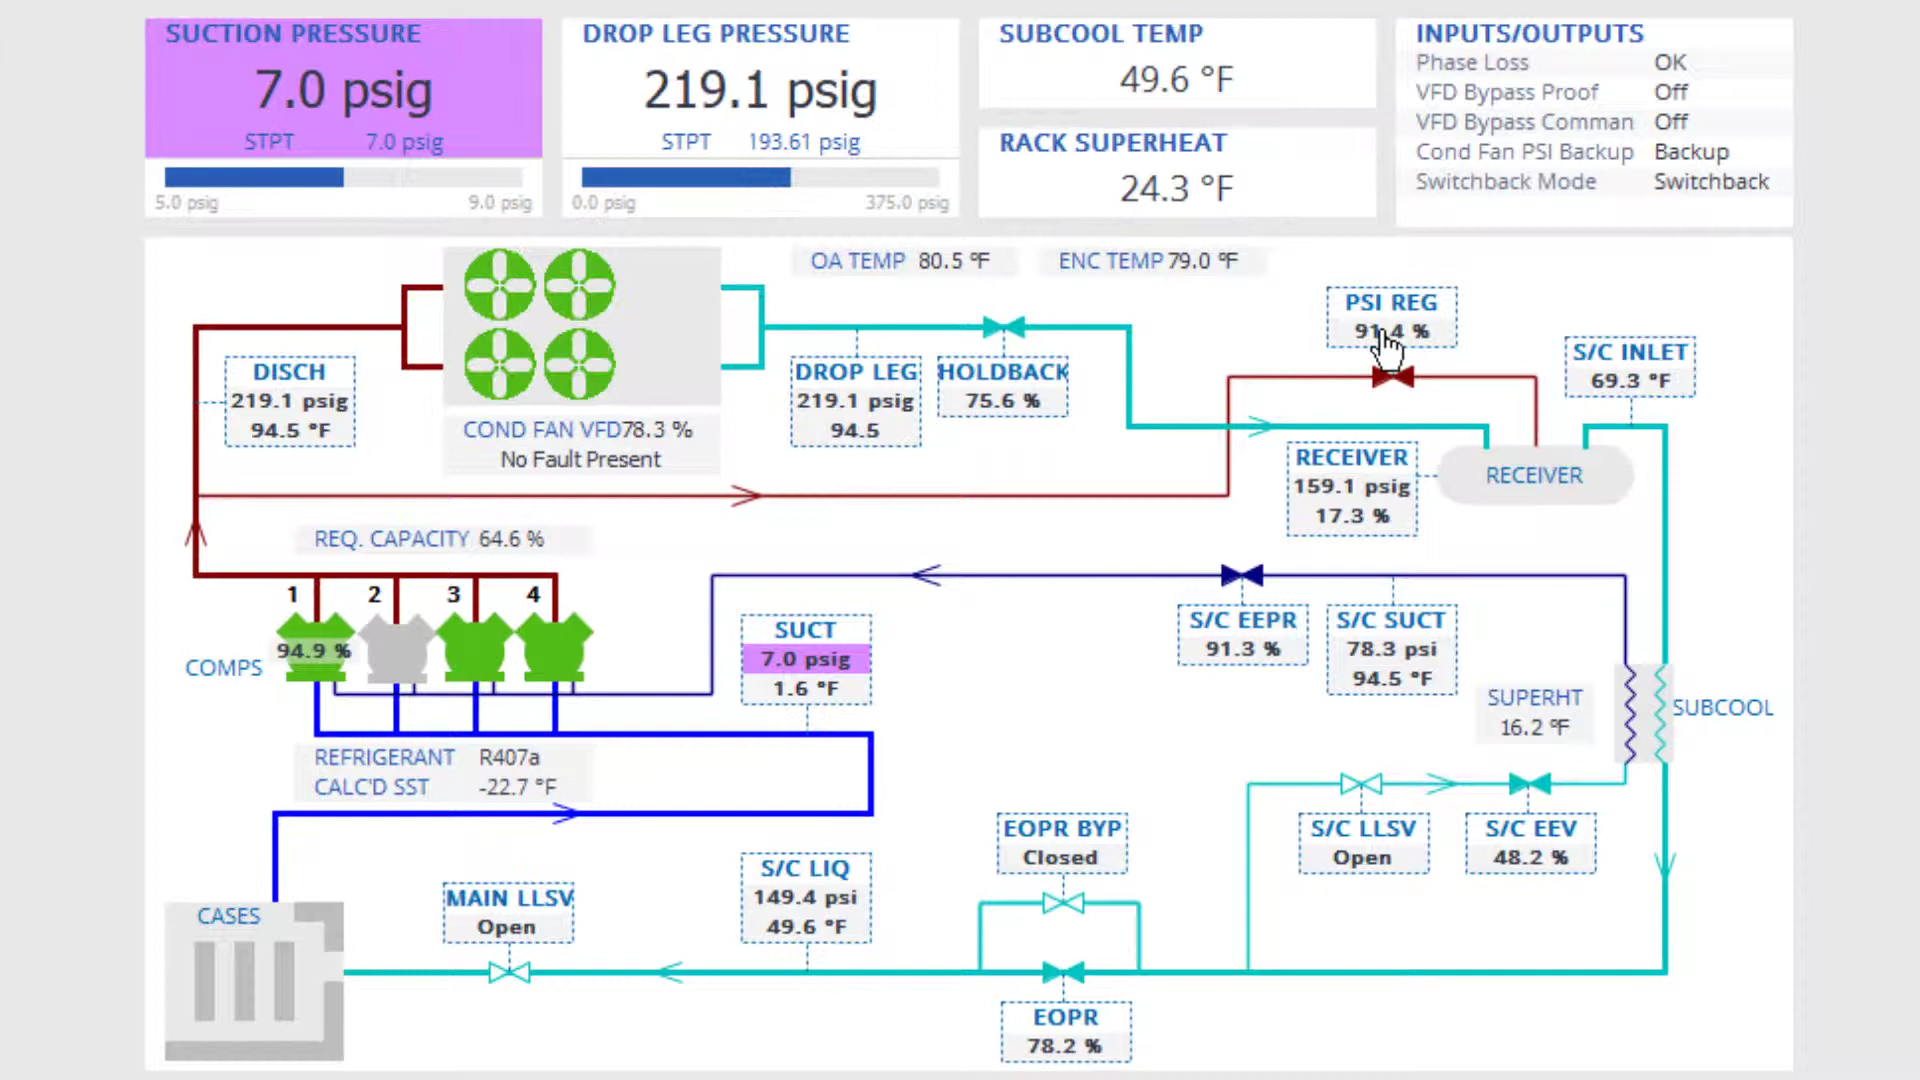 SUCTION PRESSURE
7.0 psig
STPT 7.0 psig
5.0 psig 9.0 psig
DROP LEG PRESSURE
219.1 psig
STPT 193.61 psig
0.0 psig 375.0 psig
SUBCOOL TEMP
49.6 °F
RACK SUPERHEAT
24.3 °F
INPUTS/OUTPUTS
Phase Loss OK
VFD Bypass Proof Off
VFD Bypass Comman Off
Cond Fan PSI Backup Backup
Switchback Mode Switchback
OA TEMP 80.5 °F
ENC TEMP 79.0 °F
PSI REG
91.4 %
S/C INLET
69.3 °F
DISCH
219.1 psig
94.5 °F
COND FAN VFD 78.3 %
No Fault Present
DROP LEG
219.1 psig
94.5
HOLDBACK
75.6 %
RECEIVER
159.1 psig
17.3 %
RECEIVER
REQ. CAPACITY 64.6 %
1 2 3 4
94.9 %
COMPS
SUCT
7.0 psig
1.6 °F
S/C EEPR
91.3 %
S/C SUCT
78.3 psi
94.5 °F
SUPERHT
16.2 °F
SUBCOOL
REFRIGERANT R407a
CALC'D SST -22.7 °F
EOPR BYP
Closed
S/C LLSV
Open
S/C EEV
48.2 %
CASES
MAIN LLSV
Open
S/C LIQ
149.4 psi
49.6 °F
EOPR
78.2 %